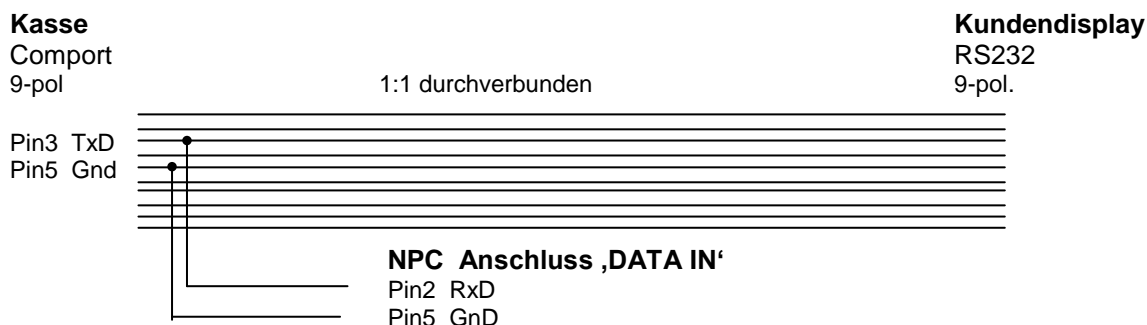 Kasse
Comport
9-pol
1:1 durchverbunden
Kundendisplay
RS232
9-pol.
Pin3 TxD
Pin5 Gnd
NPC Anschluss ‚DATA IN‘
Pin2 RxD
Pin5 GnD